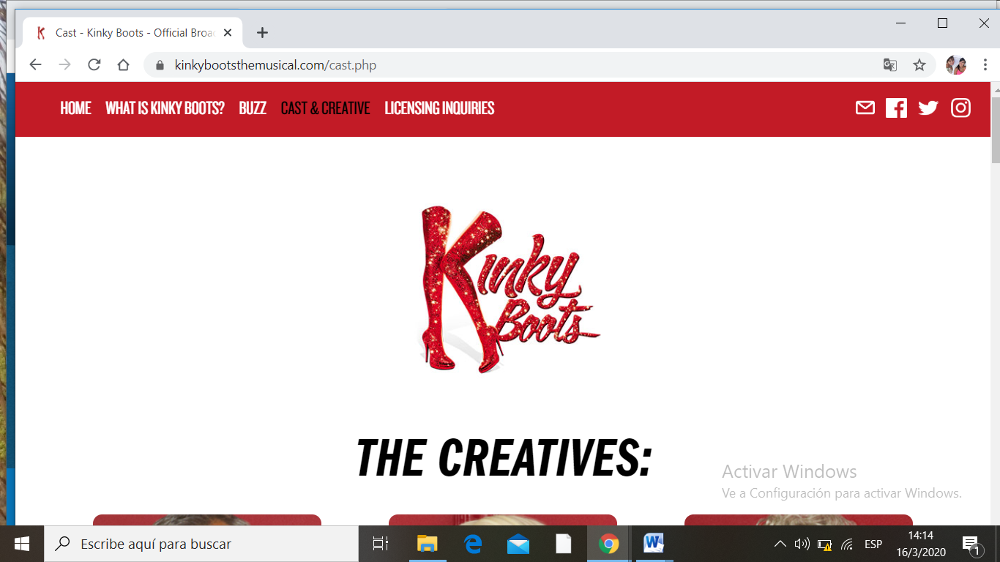 Cast - Kinky Boots - Official Broa
kinkybootsthemusical.com/cast.php
HOME WHAT IS KINKY BOOTS? BUZZ CAST & CREATIVE LICENSING INQUIRIES
Kinky
Boots
THE CREATIVES:
Activar Windows
Ve a Configuración para activar Windows.
Escribe aquí para buscar
ESP
14:14
16/3/2020
1